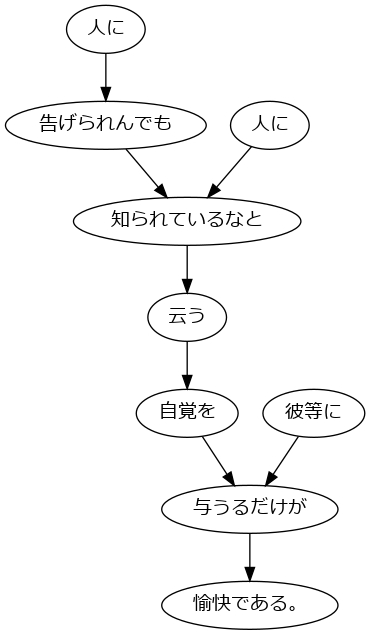 人に
告げられんでも
人に
知られているなと
云う
自覚を
彼等に
与うるだけが
愉快である。